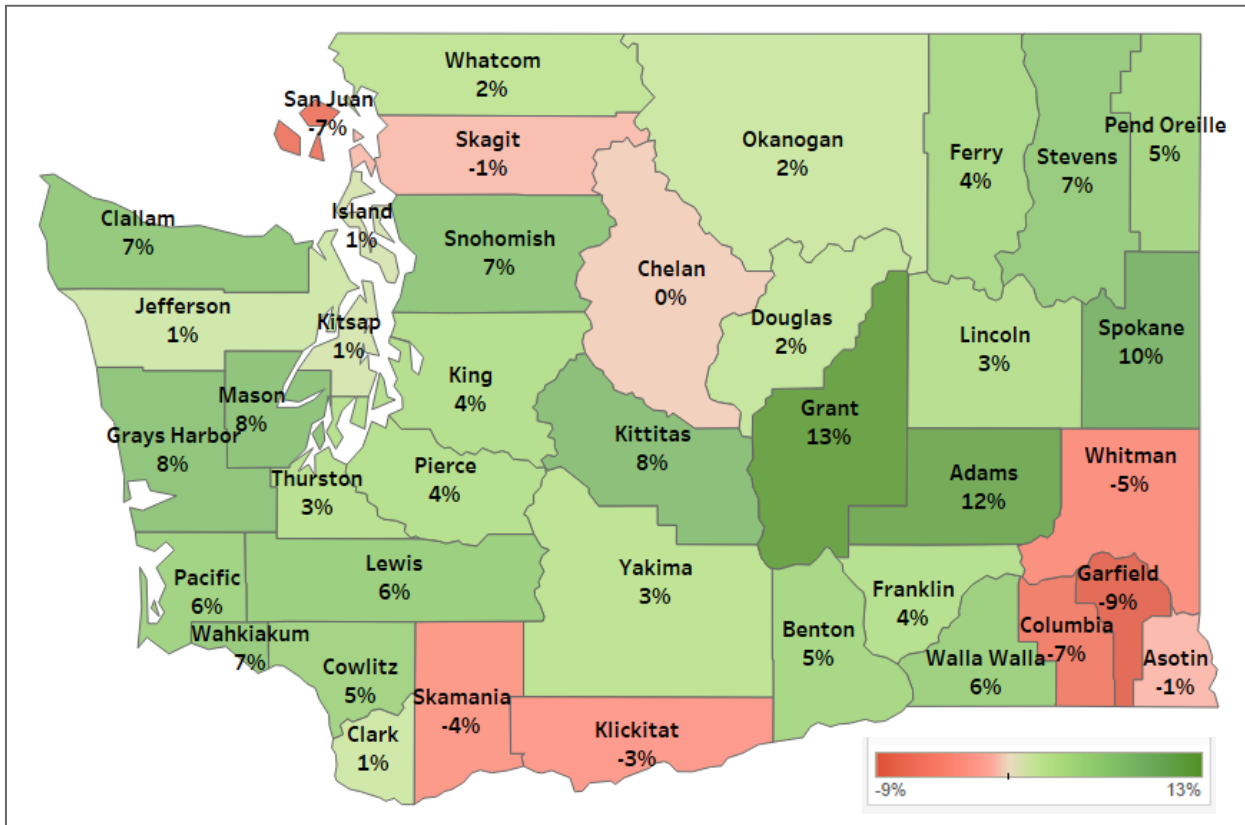 Whatcom
2%
San Juan
-7%
Skagit
-1%
Okanogan
2%
Ferry
4%
Stevens
7%
Pend Oreille
5%
Clallam
7%
Island
1%
Snohomish
7%
Chelan
0%
Jefferson
1%
Kitsap
1%
Douglas
2%
Lincoln
3%
Spokane
10%
King
4%
Mason
8%
Grays Harbor
8%
Kittitas
8%
Grant
13%
Thurston
3%
Pierce
4%
Adams
12%
Whitman
-5%
Pacific
6%
Lewis
6%
Yakima
3%
Franklin
4%
Garfield
-9%
Wahkiakum
7%
Cowlitz
5%
Skamania
-4%
Benton
5%
Walla Walla
6%
Columbia
-7%
Asotin
-1%
Clark
1%
Klickitat
-3%
-9%
13%